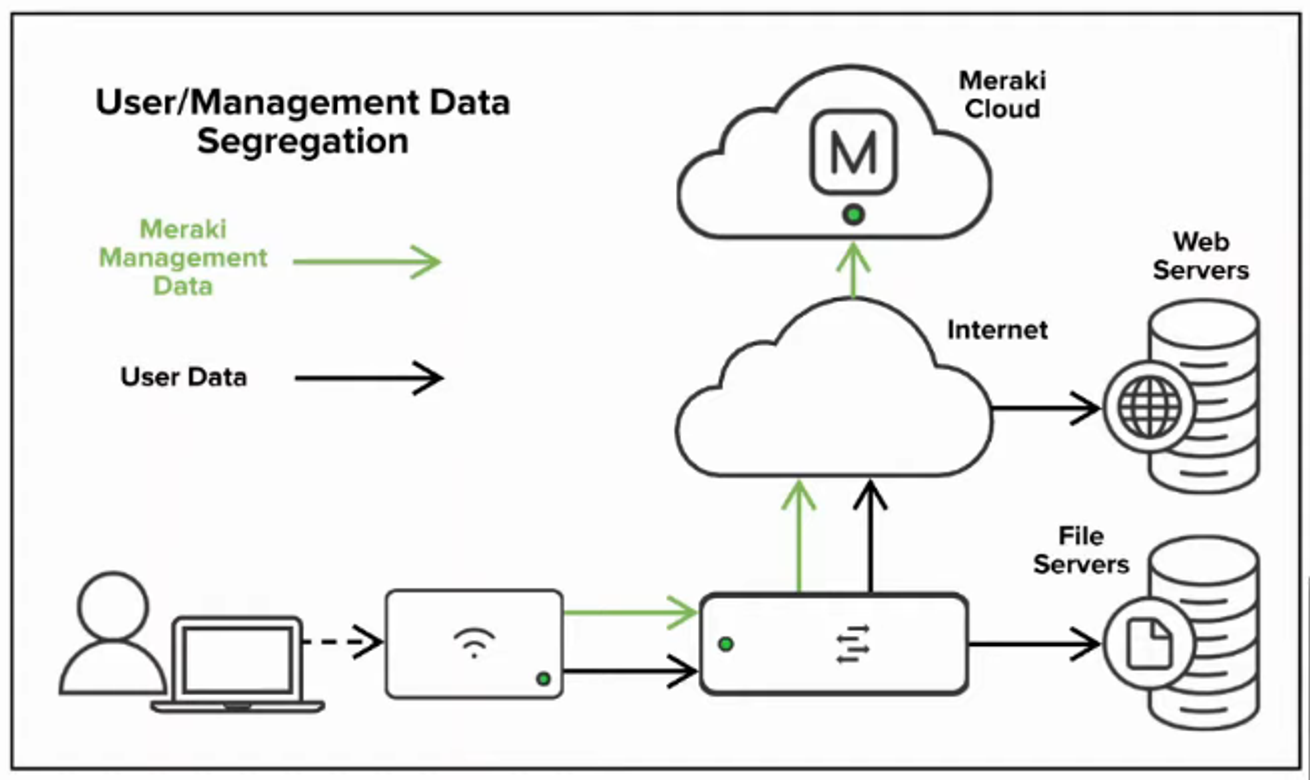 User/Management Data
Segregation
Meraki
Management
Data
User Data
M
Meraki
Cloud
Internet
Web
Servers
File
Servers